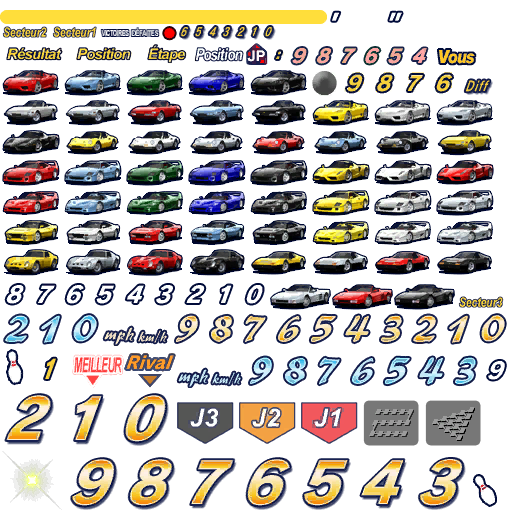 ' "
Secteur2 Secteur1 VICTOIRES DÉFAITES 6 5 4 3 2 1 0
Résultat Position Étape Position JP : 9 8 7 6 5 4 Vous
9 8 7 6 Diff
8 7 6 5 4 3 2 1 0 Secteur3
2 1 0 mph km/h 9 8 7 6 5 4 3 2 1 0
1 MEILLEUR Rival mph km/h 9 8 7 6 5 4 3 9
2 1 0 J3 J2 J1
9 8 7 6 5 4 3